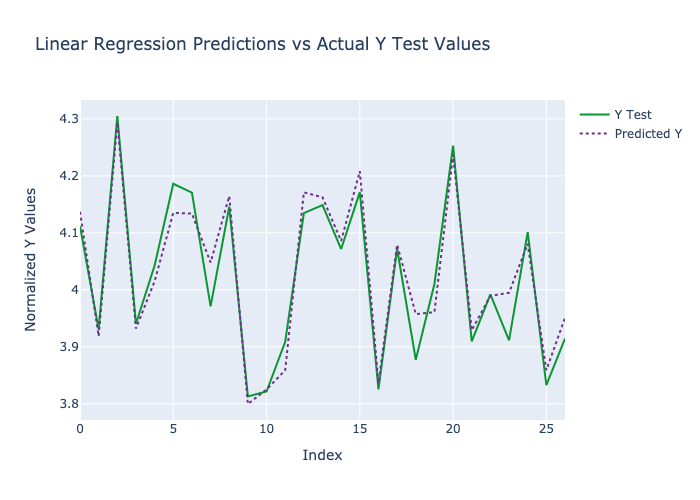 Linear Regression Predictions vs Actual Y Test Values
Y Test
Predicted Y
Normalized Y Values
4.3
4.2
4.1
4
3.9
3.8
0
5
10
15
20
25
Index